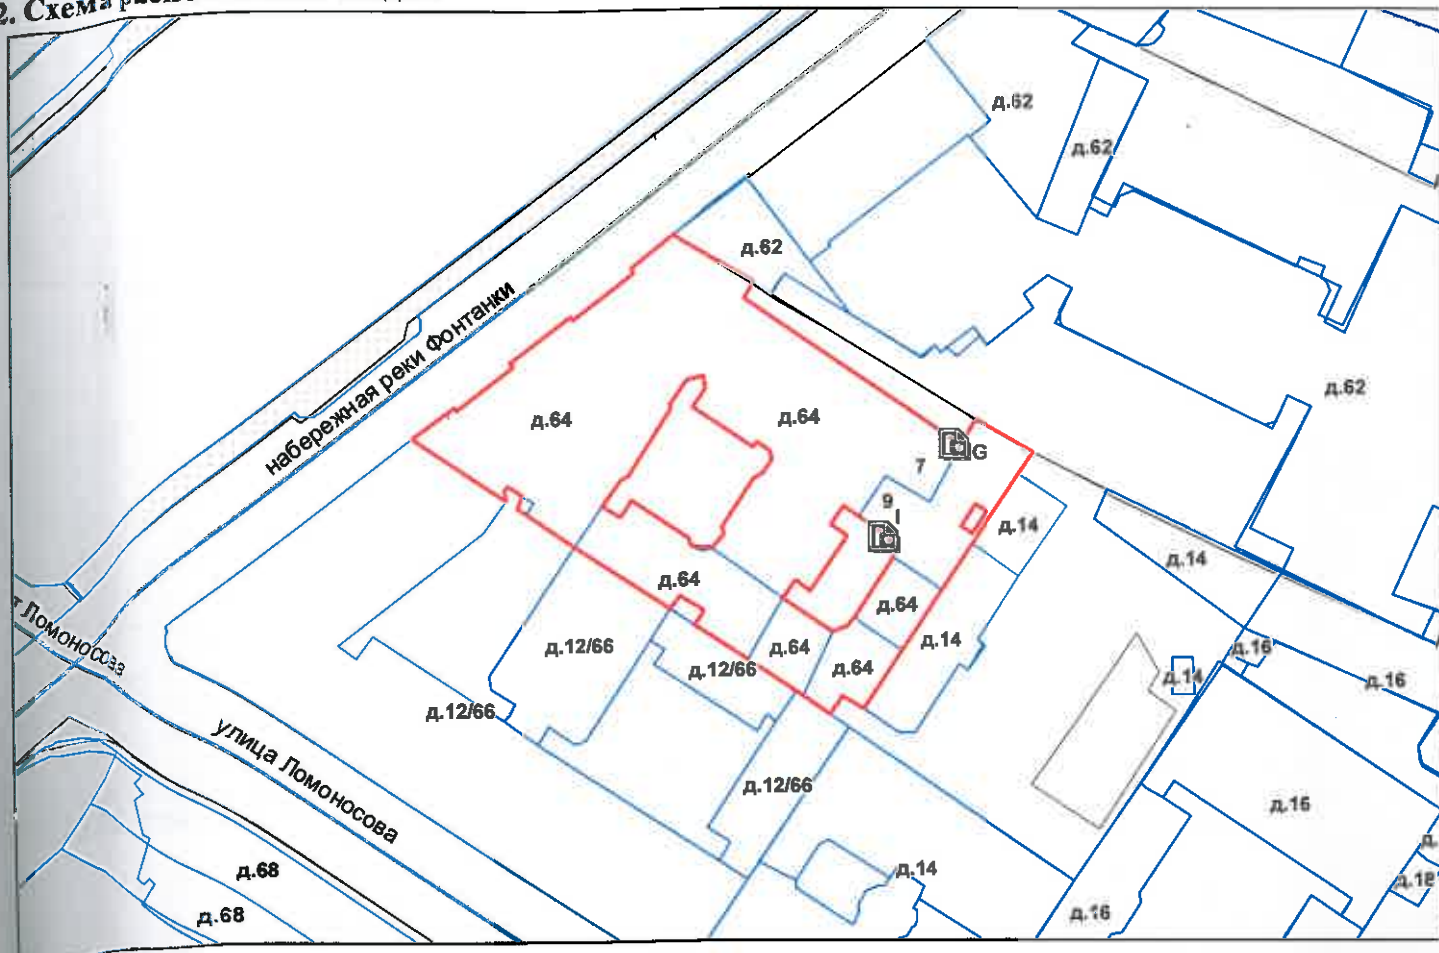 2. Схема
д.62
д.62
д.62
набережная реки Фонтанки
д.62
д.64
д.64
G
7
9
I
д.14
д.14
д.64
д.64
т Ломоносова
д.12/66
д.64
д.14
д.16
д.12/66
д.64
д.14
д.16
д.12/66
улица Ломоносова
д.12/66
д.16
д.
д.68
д.14
д.18
д.68
д.16